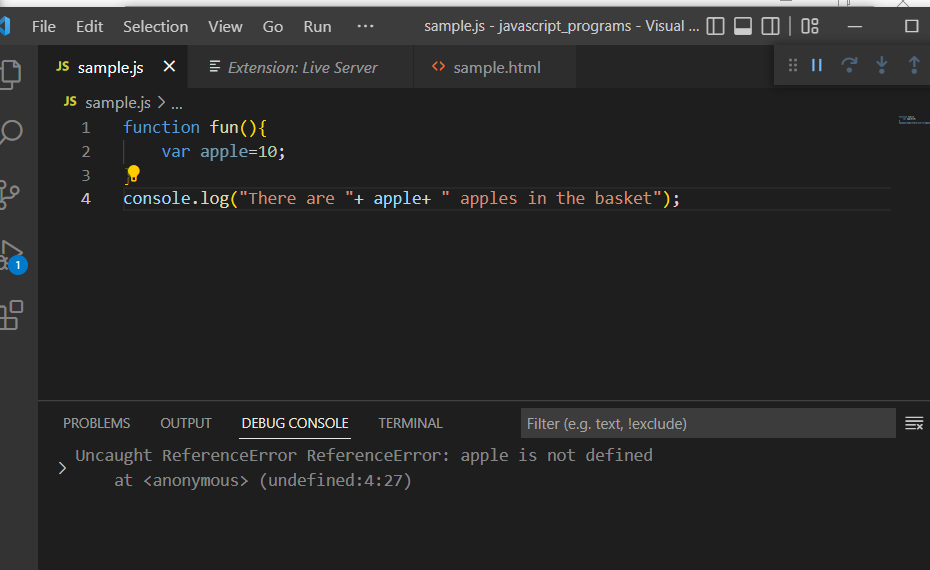 File Edit Selection View Go Run ··· sample.js - javascript_programs - Visual ...
JS sample.js Extension: Live Server <> sample.html
JS sample.js > ...
1 function fun(){
2 var apple=10;
3 }
4 console.log("There are "+ apple+ " apples in the basket");
1
PROBLEMS OUTPUT DEBUG CONSOLE TERMINAL Filter (e.g. text, !exclude)
Uncaught ReferenceError ReferenceError: apple is not defined
at <anonymous> (undefined:4:27)